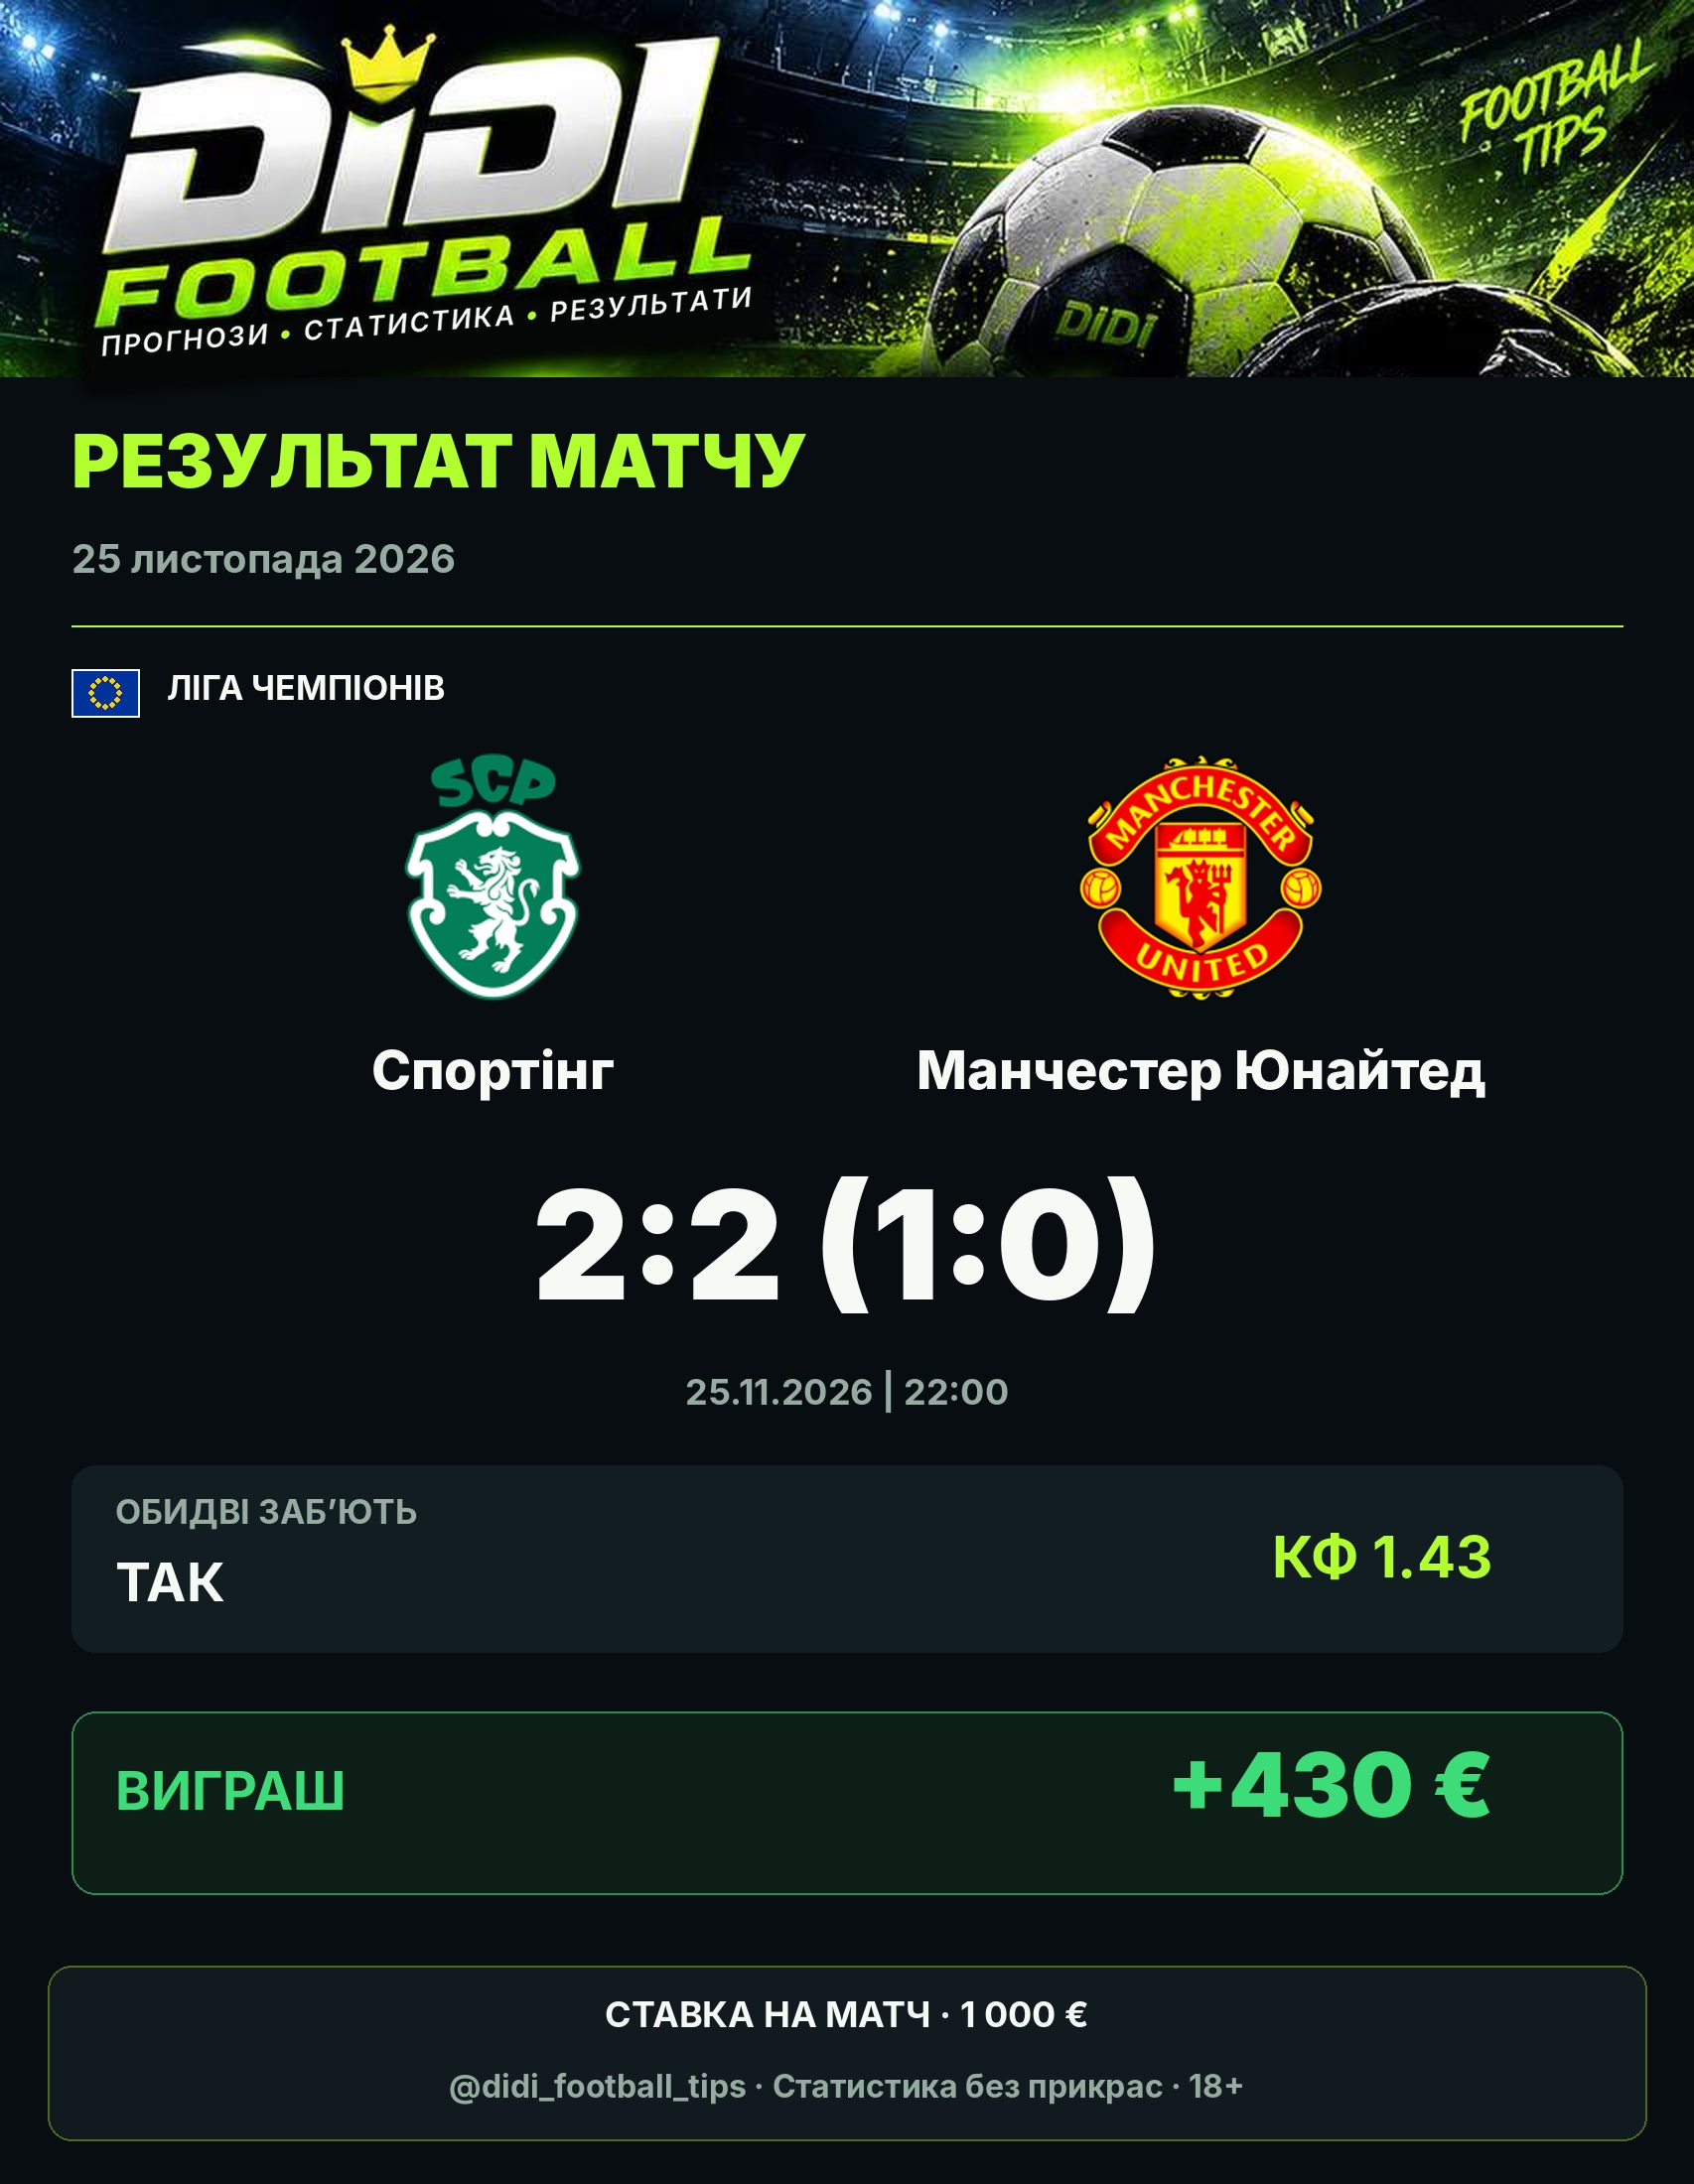 DiDI
FOOTBALL
ПРОГНОЗИ • СТАТИСТИКА • РЕЗУЛЬТАТИ
FOOTBALL
TIPS
DIDI
РЕЗУЛЬТАТ МАТЧУ
25 листопада 2026
ЛІГА ЧЕМПІОНІВ
SCP
MANCHESTER
UNITED
Спортінг
Манчестер Юнайтед
2:2 (1:0)
25.11.2026 | 22:00
ОБИДВІ ЗАБ’ЮТЬ
ТАК
КФ 1.43
ВИГРАШ
+430 €
СТАВКА НА МАТЧ · 1 000 €
@didi_football_tips · Статистика без прикрас · 18+